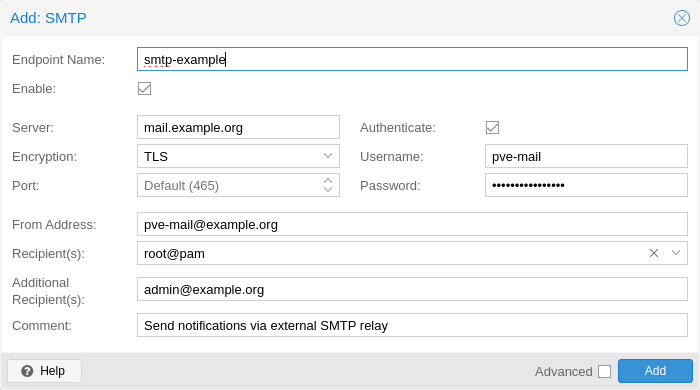 Add: SMTP
Endpoint Name: smtp-example
Enable:
Server: mail.example.org Authenticate:
Encryption: TLS Username: pve-mail
Port: Default (465) Password: ••••••••••••••••
From Address: pve-mail@example.org
Recipient(s): root@pam
Additional
Recipient(s): admin@example.org
Comment: Send notifications via external SMTP relay
? Help Advanced Add